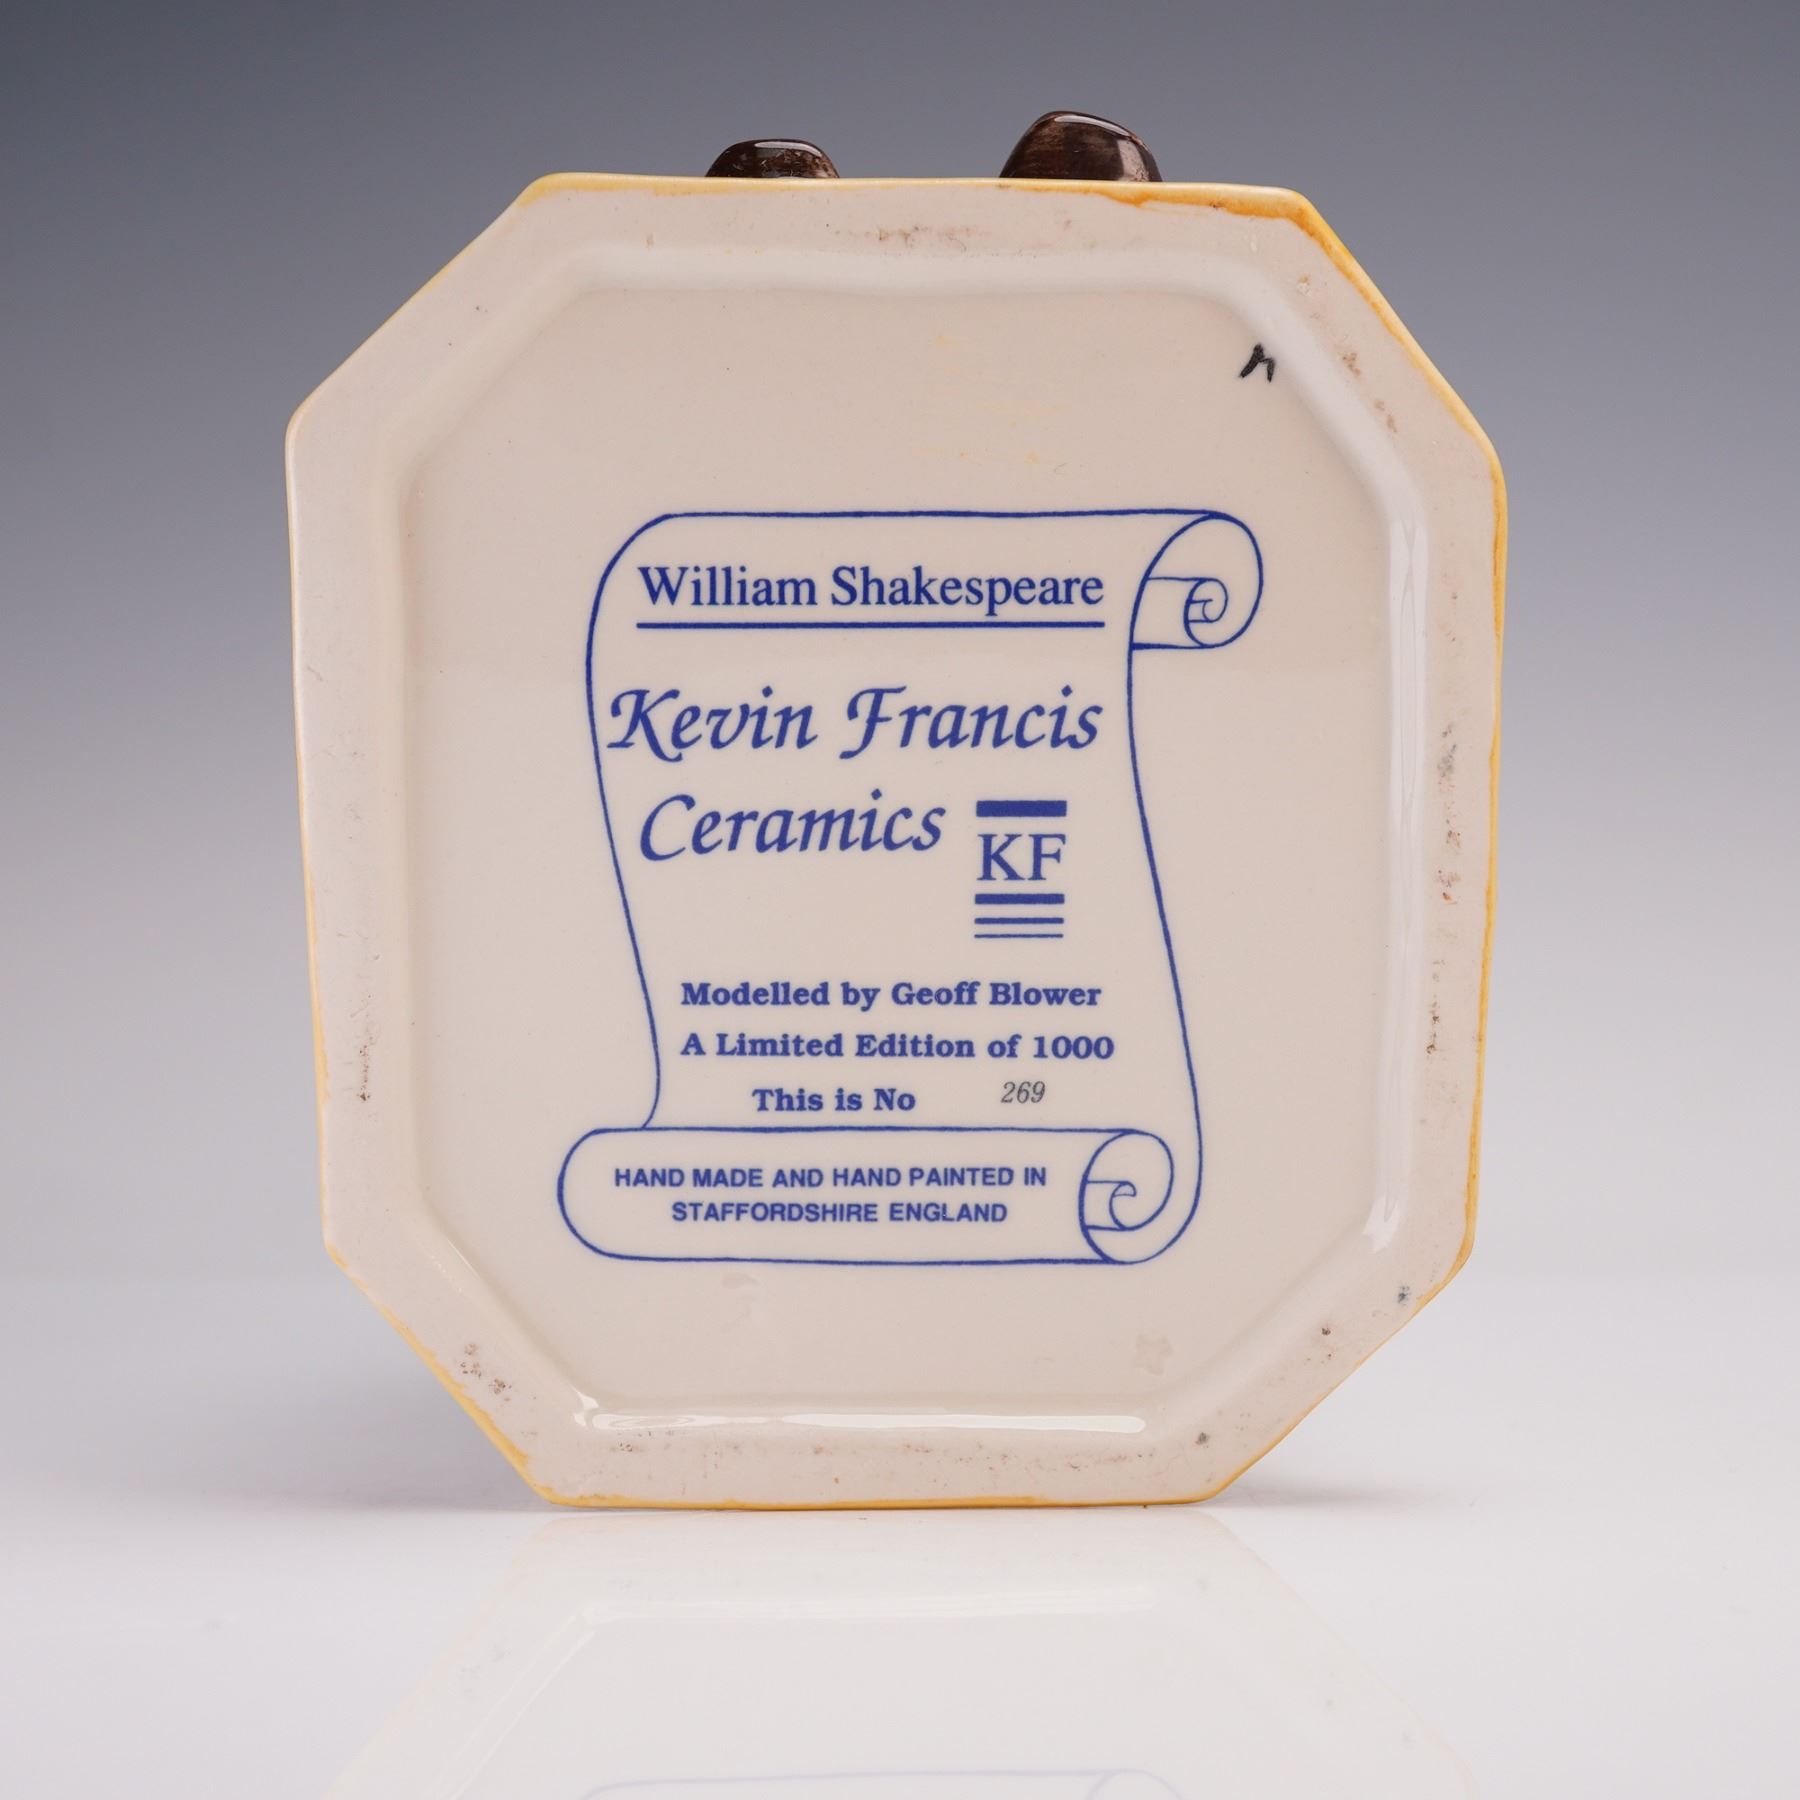 William Shakespeare
Kevin Francis
Ceramics
KF
Modelled by Geoff Blower
A Limited Edition of 1000
This is No 269
HAND MADE AND HAND PAINTED IN
STAFFORDSHIRE ENGLAND